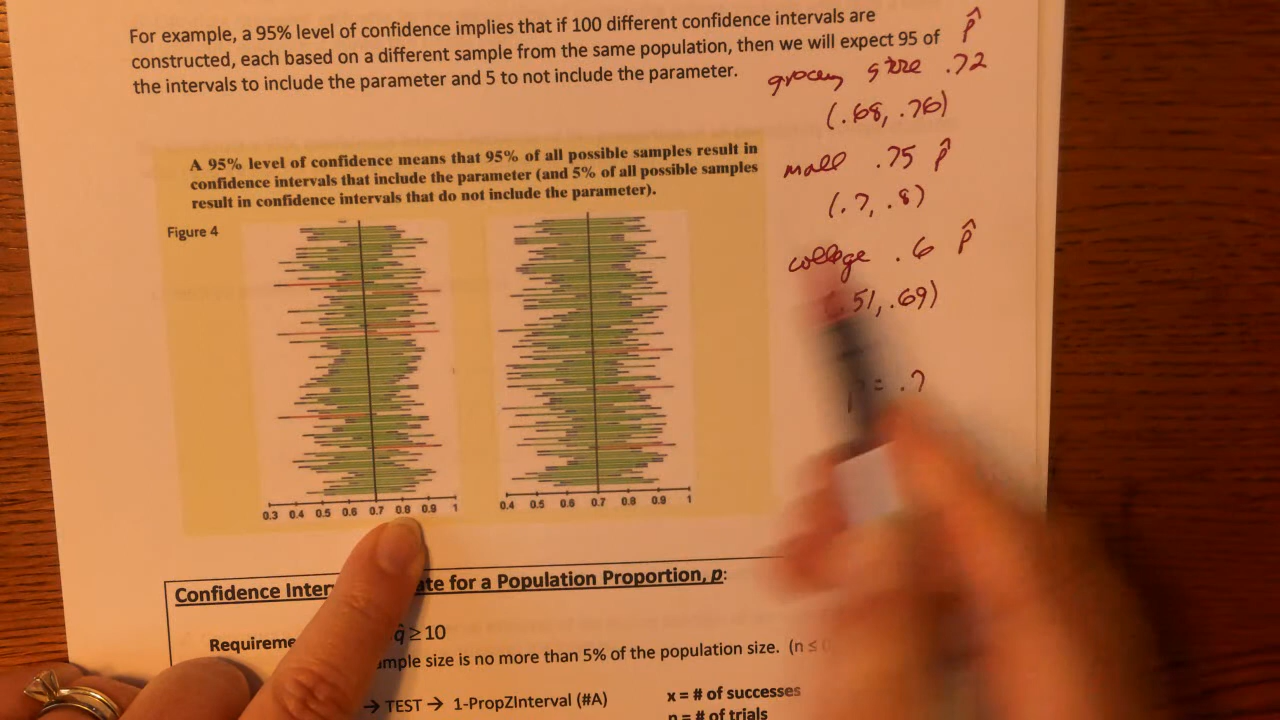 For example, a 95% level of confidence implies that if 100 different confidence intervals are
constructed, each based on a different sample from the same population, then we will expect 95 of
the intervals to include the parameter and 5 to not include the parameter.
p̂
grocery store .72
(.68, .76)
mall .75 p̂
(.7, .8)
college .6 p̂
.51, .69)
= .7
A 95% level of confidence means that 95% of all possible samples result in
confidence intervals that include the parameter (and 5% of all possible samples
result in confidence intervals that do not include the parameter).
Figure 4
0.3 0.4 0.5 0.6 0.7 0.8 0.9 1
0.4 0.5 0.6 0.7 0.8 0.9 1
Confidence for a Population Proportion, p:
q̂ ≥ 10
size is no more than 5% of the population size. (n ≤
→ TEST → 1-PropZInterval (#A)
x = # of successes
n = # of trials